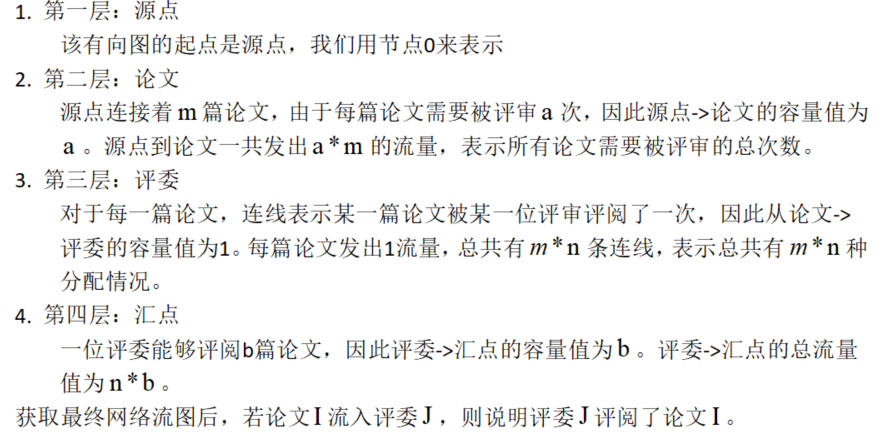 1. 第一层：源点
该有向图的起点是源点，我们用节点0来表示
2. 第二层：论文
源点连接着 m 篇论文，由于每篇论文需要被评审 a 次，因此源点->论文的容量值为
a 。源点到论文一共发出 a * m 的流量，表示所有论文需要被评审的总次数。
3. 第三层：评委
对于每一篇论文，连线表示某一篇论文被某一位评审评阅了一次，因此从论文->
评委的容量值为1。每篇论文发出1流量，总共有 m * n 条连线，表示总共有 m * n 种
分配情况。
4. 第四层：汇点
一位评委能够评阅b篇论文，因此评委->汇点的容量值为 b 。评委->汇点的总流量
值为 n * b 。
获取最终网络流图后，若论文 I 流入评委 J ，则说明评委 J 评阅了论文 I 。